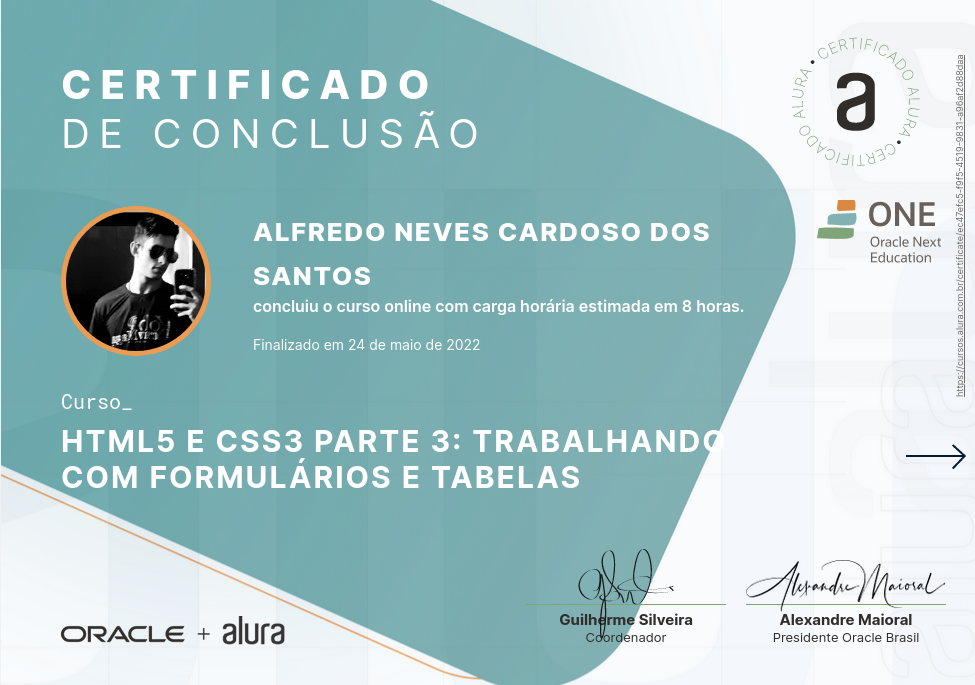 CERTIFICADO
DE CONCLUSÃO
CERTIFICADO ALURA • CERTIFICADO ALURA •
a
ONE
Oracle Next
Education
https://cursos.alura.com.br/certificate/ec47efc5-f9f5-4519-9831-a96af2d88daa
ALFREDO NEVES CARDOSO DOS
SANTOS
concluiu o curso online com carga horária estimada em 8 horas.
Finalizado em 24 de maio de 2022
Curso_
HTML5 E CSS3 PARTE 3: TRABALHANDO
COM FORMULÁRIOS E TABELAS
Alexandre Maioral
Guilherme Silveira
Coordenador
Alexandre Maioral
Presidente Oracle Brasil
ORACLE + alura
alura